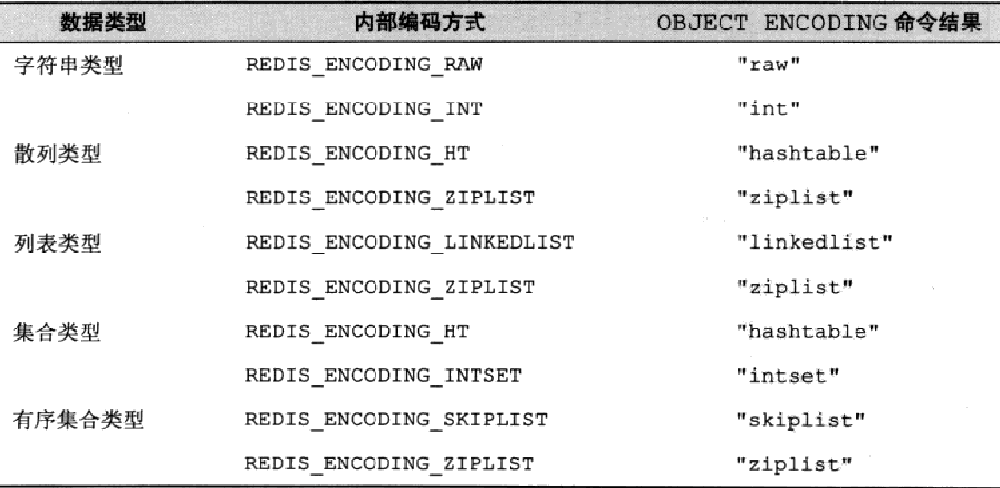 数据类型 内部编码方式 OBJECT ENCODING 命令结果
字符串类型 REDIS_ENCODING_RAW "raw"
REDIS_ENCODING_INT "int"
散列类型 REDIS_ENCODING_HT "hashtable"
REDIS_ENCODING_ZIPLIST "ziplist"
列表类型 REDIS_ENCODING_LINKEDLIST "linkedlist"
REDIS_ENCODING_ZIPLIST "ziplist"
集合类型 REDIS_ENCODING_HT "hashtable"
REDIS_ENCODING_INTSET "intset"
有序集合类型 REDIS_ENCODING_SKIPLIST "skiplist"
REDIS_ENCODING_ZIPLIST "ziplist"